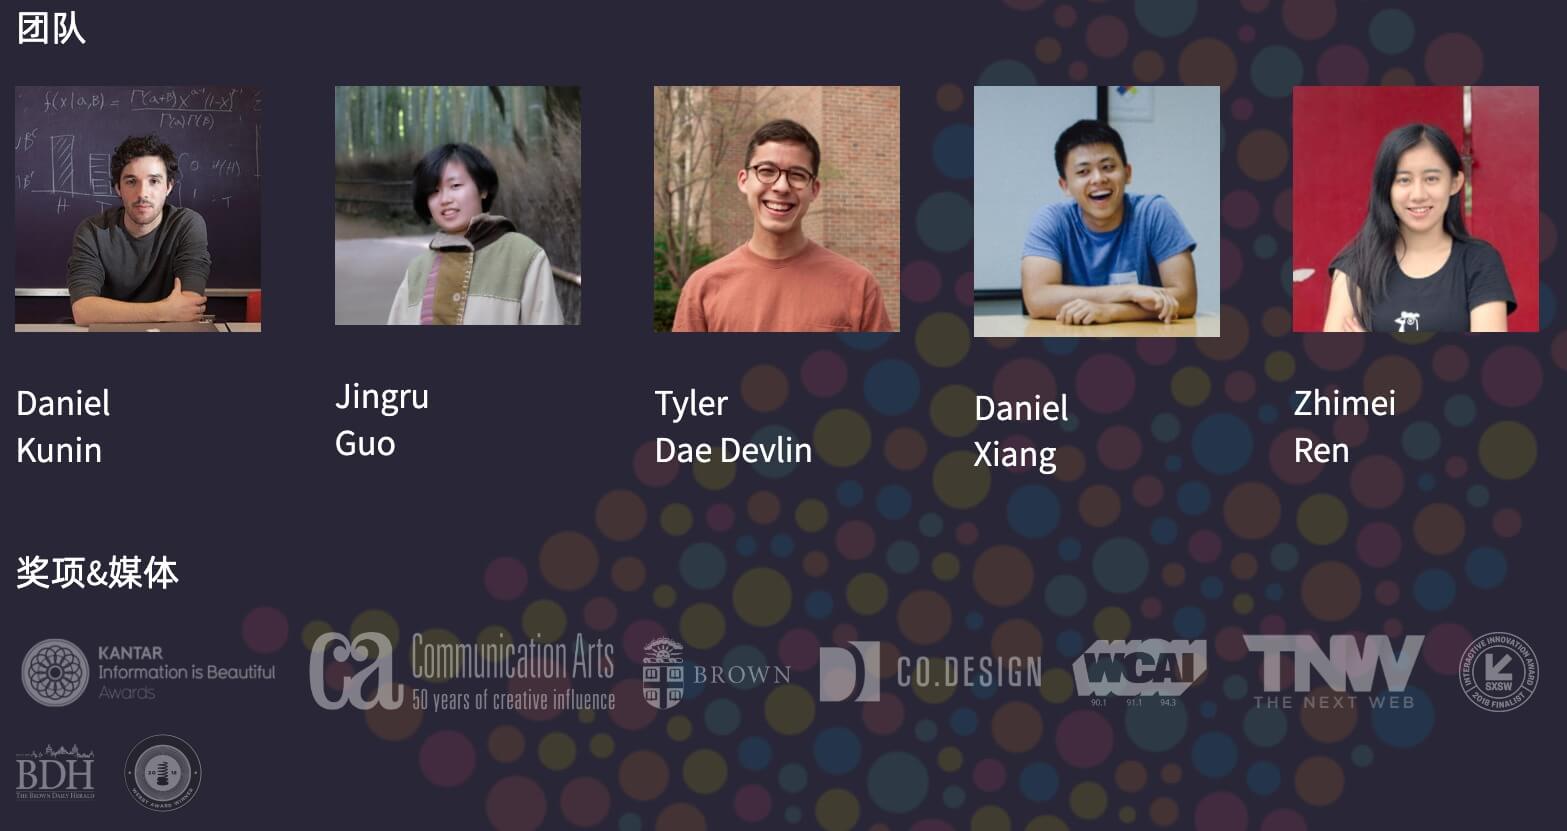 团队
f(x|a,B) =
Γ(a+B)x
Γ(a)Γ(B)
H
T
Daniel
Kunin
Jingru
Guo
Tyler
Dae Devlin
Daniel
Xiang
Zhimei
Ren
奖项&媒体
KANTAR
Information is Beautiful
Awards
ca
Communication Arts
50 years of creative influence
BROWN
CO.DESIGN
WCAI
90.1 91.1 94.3
TNW
THE NEXT WEB
INTERACTIVE INNOVATION AWARD
SXSW
2018 FINALIST
BDH
THE BROWN DAILY HERALD
2018
WEBBY AWARD WINNER